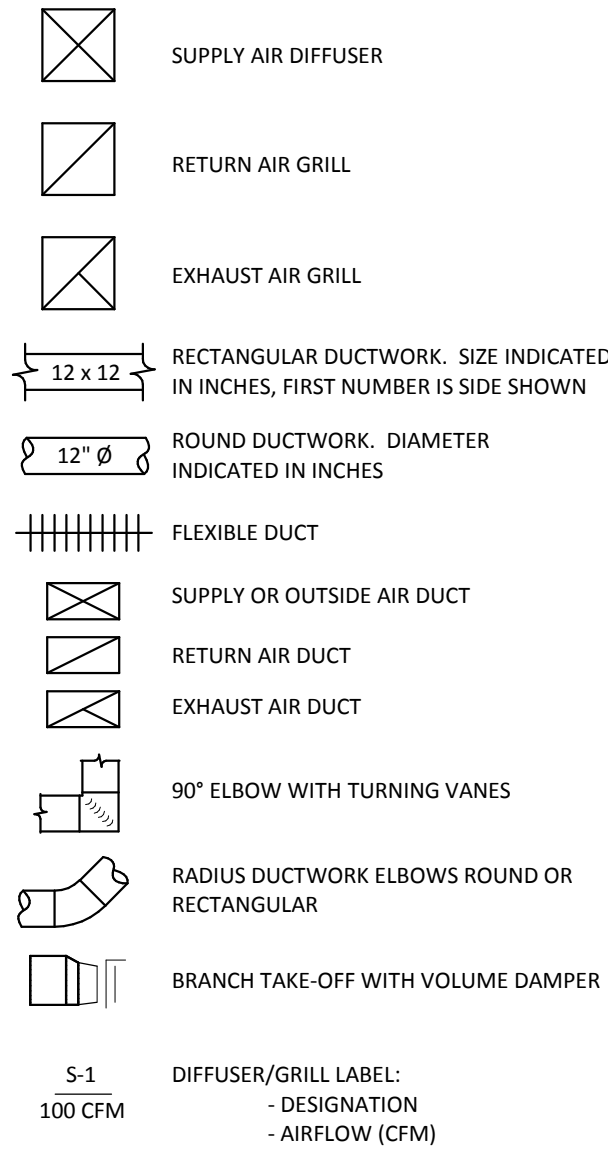 SUPPLY AIR DIFFUSER
RETURN AIR GRILL
EXHAUST AIR GRILL
12 x 12
RECTANGULAR DUCTWORK.  SIZE INDICATED
IN INCHES, FIRST NUMBER IS SIDE SHOWN
12" Ø
ROUND DUCTWORK.  DIAMETER
INDICATED IN INCHES
FLEXIBLE DUCT
SUPPLY OR OUTSIDE AIR DUCT
RETURN AIR DUCT
EXHAUST AIR DUCT
90° ELBOW WITH TURNING VANES
RADIUS DUCTWORK ELBOWS ROUND OR
RECTANGULAR
BRANCH TAKE-OFF WITH VOLUME DAMPER
S-1
100 CFM
DIFFUSER/GRILL LABEL:
- DESIGNATION
- AIRFLOW (CFM)